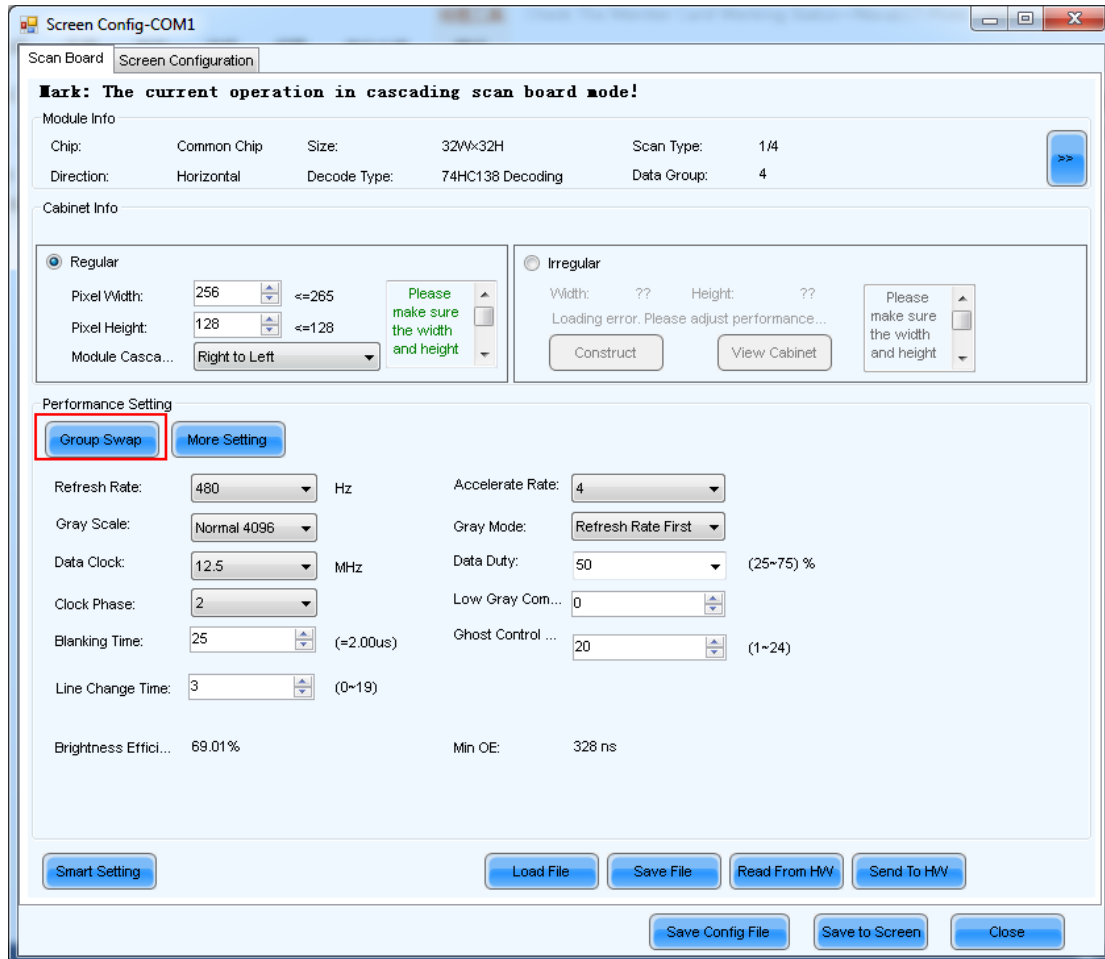 Screen Config-COM1
Scan Board Screen Configuration
Mark: The current operation in cascading scan board mode!
Module Info
Chip: Common Chip Size: 32W×32H Scan Type: 1/4
>>
Direction: Horizontal Decode Type: 74HC138 Decoding Data Group: 4
Cabinet Info
Regular
Pixel Width: 256 <=265
Pixel Height: 128 <=128
Module Casca... Right to Left
Please
make sure
the width
and height
Irregular
Width: ?? Height: ??
Loading error. Please adjust performance...
Construct View Cabinet
Please
make sure
the width
and height
Performance Setting
Group Swap More Setting
Refresh Rate: 480 Hz Accelerate Rate: 4
Gray Scale: Normal 4096 Gray Mode: Refresh Rate First
Data Clock: 12.5 MHz Data Duty: 50 (25~75) %
Clock Phase: 2 Low Gray Com... 0
Blanking Time: 25 (=2.00us) Ghost Control ... 20 (1~24)
Line Change Time: 3 (0~19)
Brightness Effici... 69.01% Min OE: 328 ns
Smart Setting Load File Save File Read From HW Send To HW
Save Config File Save to Screen Close